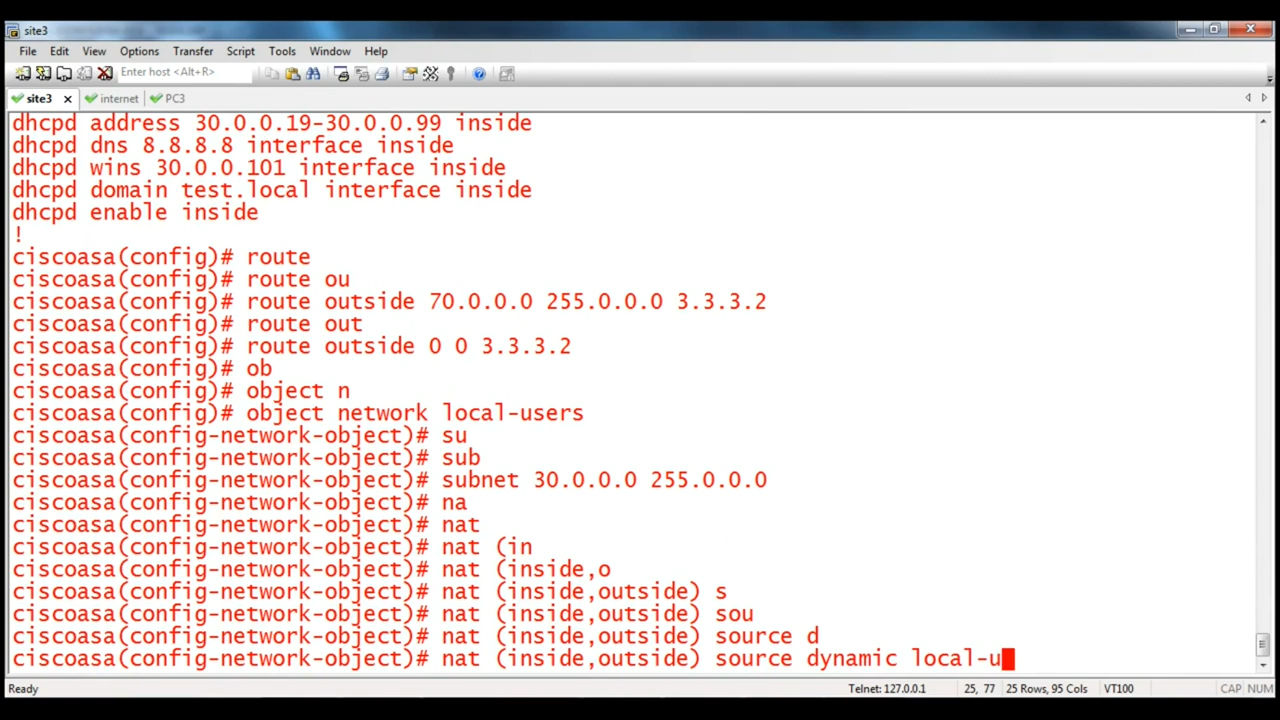 site3
File Edit View Options Transfer Script Tools Window Help
Enter host <Alt+R>
site3 internet PC3
dhcpd address 30.0.0.19-30.0.0.99 inside
dhcpd dns 8.8.8.8 interface inside
dhcpd wins 30.0.0.101 interface inside
dhcpd domain test.local interface inside
dhcpd enable inside
!
ciscoasa(config)# route
ciscoasa(config)# route ou
ciscoasa(config)# route outside 70.0.0.0 255.0.0.0 3.3.3.2
ciscoasa(config)# route out
ciscoasa(config)# route outside 0 0 3.3.3.2
ciscoasa(config)# ob
ciscoasa(config)# object n
ciscoasa(config)# object network local-users
ciscoasa(config-network-object)# su
ciscoasa(config-network-object)# sub
ciscoasa(config-network-object)# subnet 30.0.0.0 255.0.0.0
ciscoasa(config-network-object)# na
ciscoasa(config-network-object)# nat
ciscoasa(config-network-object)# nat (in
ciscoasa(config-network-object)# nat (inside,o
ciscoasa(config-network-object)# nat (inside,outside) s
ciscoasa(config-network-object)# nat (inside,outside) sou
ciscoasa(config-network-object)# nat (inside,outside) source d
ciscoasa(config-network-object)# nat (inside,outside) source dynamic local-u
Ready Telnet: 127.0.0.1 25, 77 25 Rows, 95 Cols VT100 CAP NUM